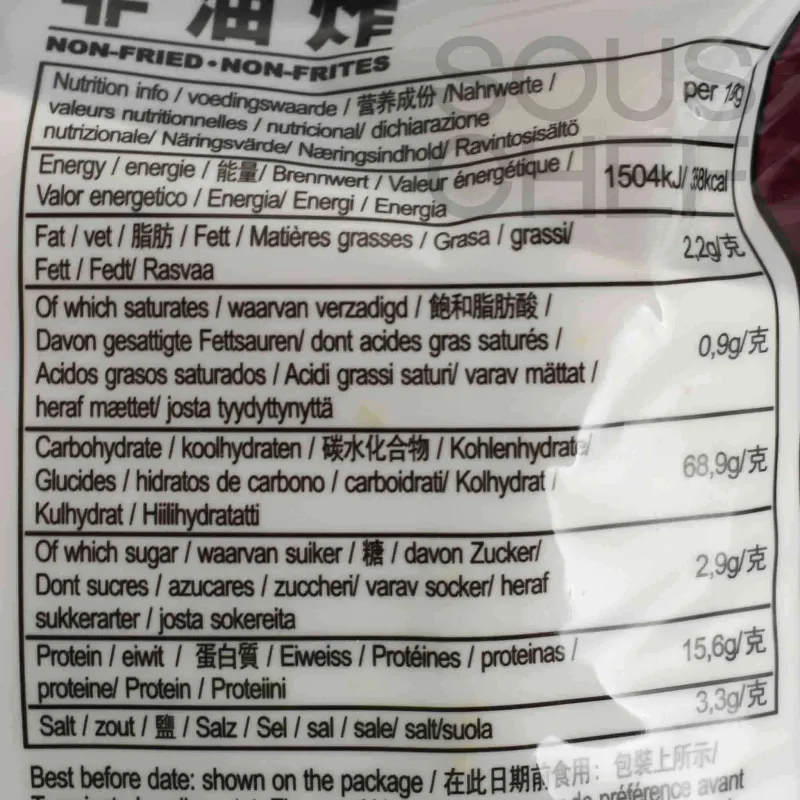 非油炸
NON-FRIED • NON-FRITES
SOUS
CHEF
Nutrition info / voedingswaarde / 营养成份 /Nahrwerte /
valeurs nutritionnelles / nutricional/ dichiarazione
nutrizionale/ Näringsvärde/ Næringsindhold/ Ravintosisältö
per
Energy / energie / 能量/ Brennwert / Valeur énergétique /
Valor energetico / Energia/ Energi / Energia
1504kJ/
Fat / vet / 脂肪 / Fett / Matières grasses / Grasa / grassi/
Fett / Fedt/ Rasvaa
2,2g/克
Of which saturates / waarvan verzadigd / 飽和脂肪酸 /
Davon gesattigte Fettsauren/ dont acides gras saturés /
Acidos grasos saturados / Acidi grassi saturi/ varav mättat /
heraf mættet/ josta tyydyttynyttä
0,9g/克
Carbohydrate / koolhydraten / 碳水化合物 / Kohlenhydrate/
Glucides / hidratos de carbono / carboidrati/ Kolhydrat /
Kulhydrat / Hiilihydratatti
68,9g/克
Of which sugar / waarvan suiker / 糖 / davon Zucker/
Dont sucres / azucares / zuccheri/ varav socker/ heraf
sukkerarter / josta sokereita
2,9g/克
Protein / eiwit / 蛋白質 / Eiweiss / Protéines / proteinas /
proteine/ Protein / Proteiini
15,6g/克
Salt / zout / 鹽 / Salz / Sel / sal / sale/ salt/suola
3,3g/克
Best before date: shown on the package / 在此日期前食用：包裝上所示/
de préférence avant